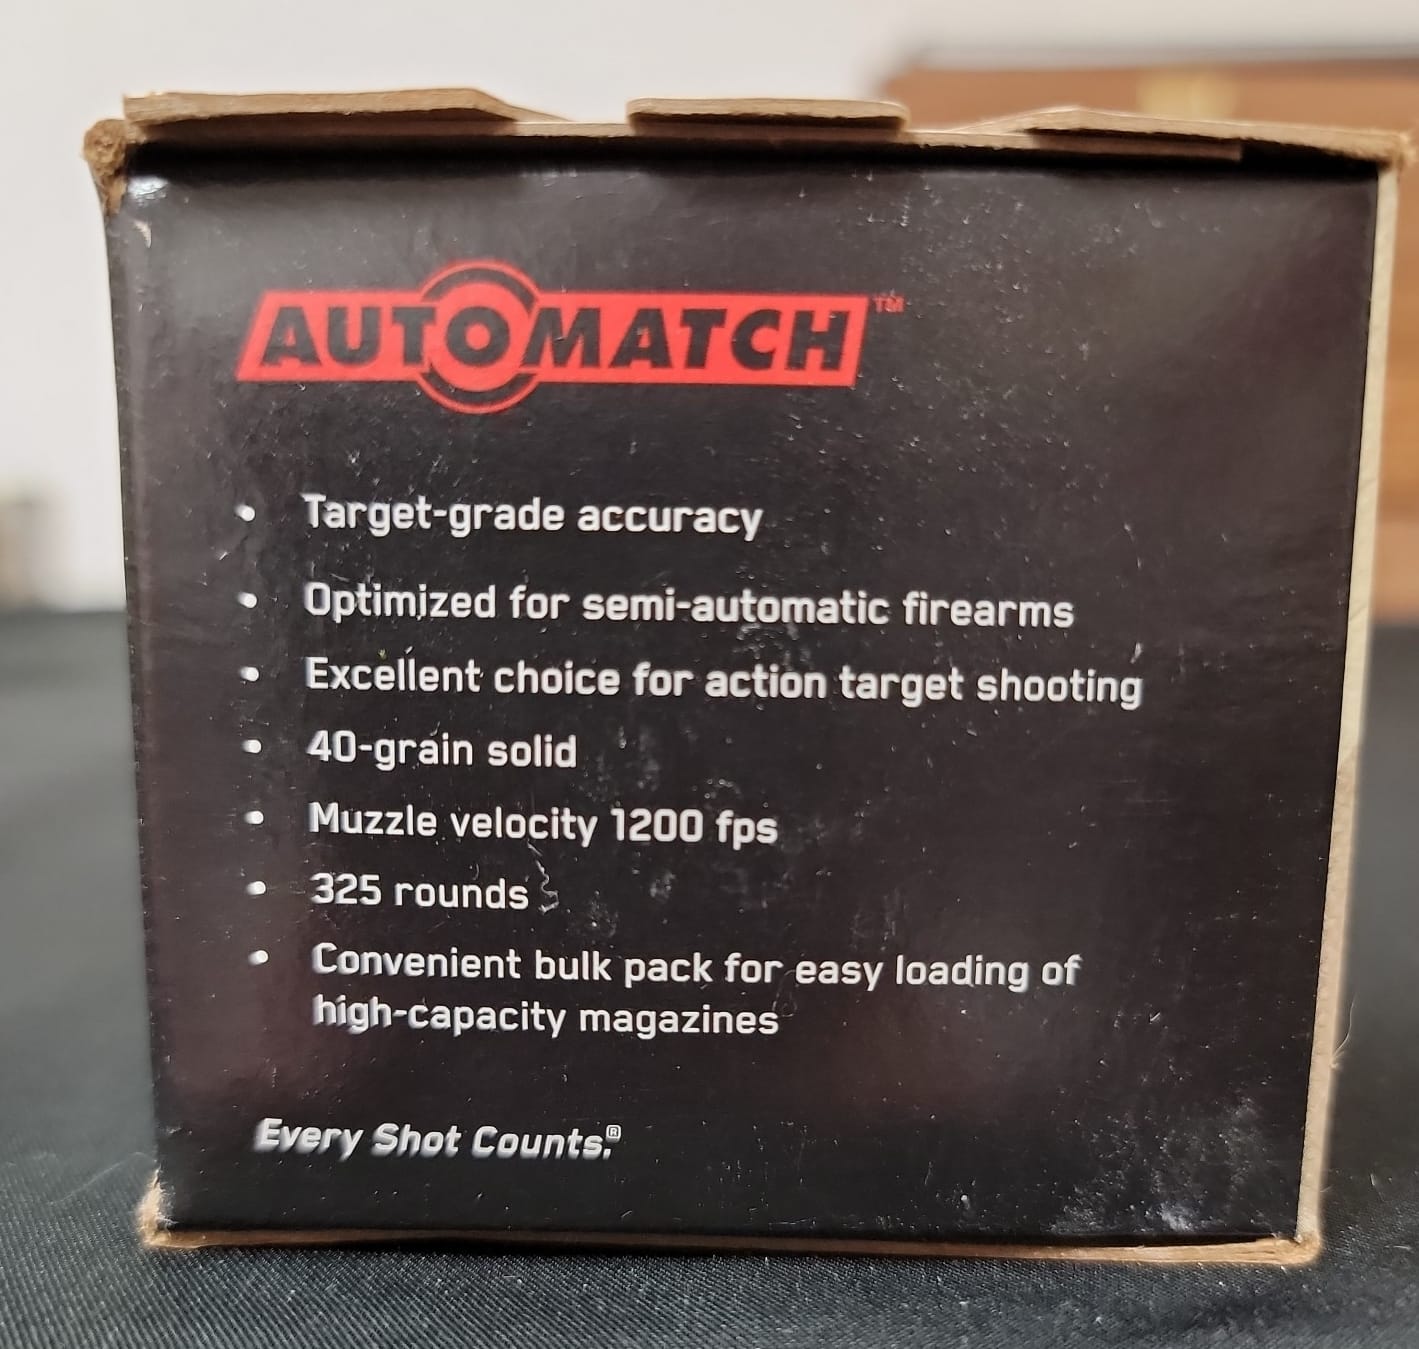 AUTOMATCH™
• Target-grade accuracy
• Optimized for semi-automatic firearms
• Excellent choice for action target shooting
• 40-grain solid
• Muzzle velocity 1200 fps
• 325 rounds
• Convenient bulk pack for easy loading of
high-capacity magazines
Every Shot Counts.®